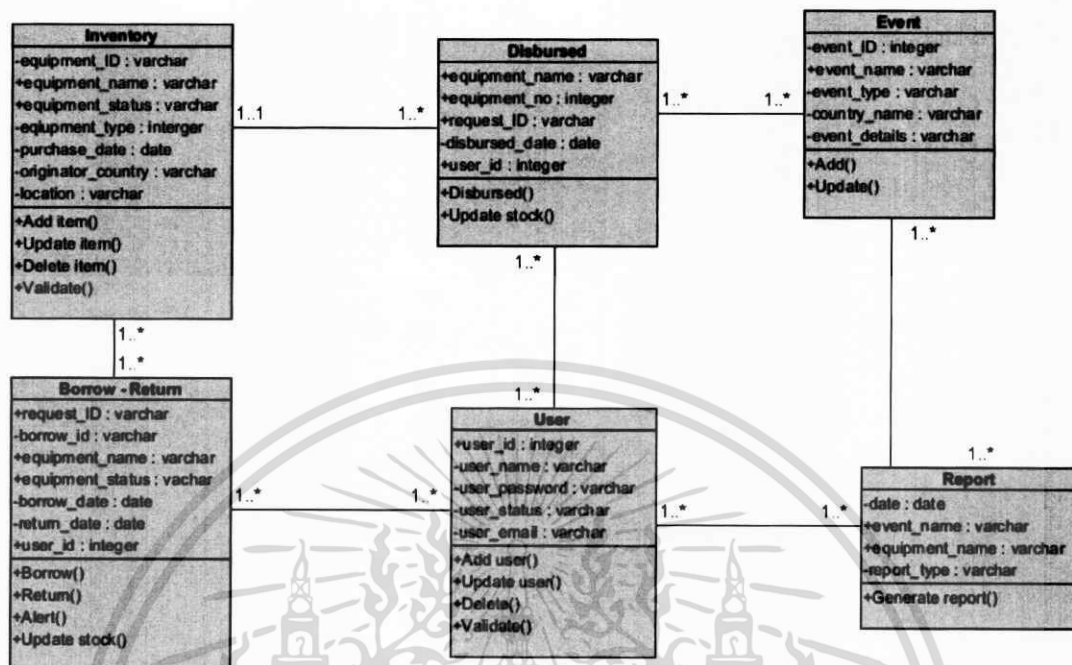 Inventory
-equipment_ID : varchar
+equipment_name : varchar
+equipment_status : varchar
-eqiupment_type : interger
-purchase_date : date
-originator_country : varchar
-location : varchar
+Add item()
+Update item()
+Delete item()
+Validate()
1..1
1..*
Disbursed
+equipment_name : varchar
+equipment_no : integer
+request_ID : varchar
-disbursed_date : date
+user_id : integer
+Disbursed()
+Update stock()
1..*
1..*
Event
-event_ID : integer
+event_name : varchar
-event_type : varchar
-country_name : varchar
-event_details : varchar
+Add()
+Update()
1..*
1..*
1..*
1..*
1..*
1..*
Borrow - Return
+request_ID : varchar
-borrow_id : varchar
+equipment_name : varchar
+equipment_status : vachar
-borrow_date : date
-return_date : date
+user_id : integer
+Borrow()
+Return()
+Alert()
+Update stock()
1..*
1..*
User
+user_id : integer
-user_name : varchar
-user_password : varchar
-user_status : varchar
-user_email : varchar
+Add user()
+Update user()
+Delete()
+Validate()
1..*
1..*
Report
-date : date
+event_name : varchar
+equipment_name : varchar
-report_type : varchar
+Generate report()